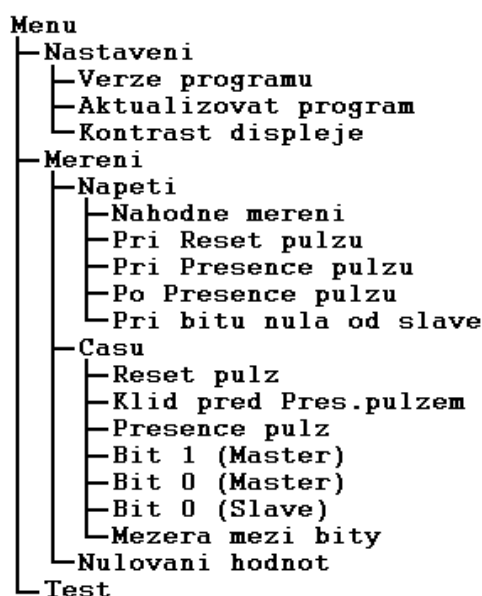 Menu
Nastaveni
Verze programu
Aktualizovat program
Kontrast displeje
Mereni
Napeti
Nahodne mereni
Pri Reset pulzu
Pri Presence pulzu
Po Presence pulzu
Pri bitu nula od slave
Casu
Reset pulz
Klid pred Pres.pulzem
Presence pulz
Bit 1 (Master)
Bit 0 (Master)
Bit 0 (Slave)
Mezera mezi bity
Nulovani hodnot
Test